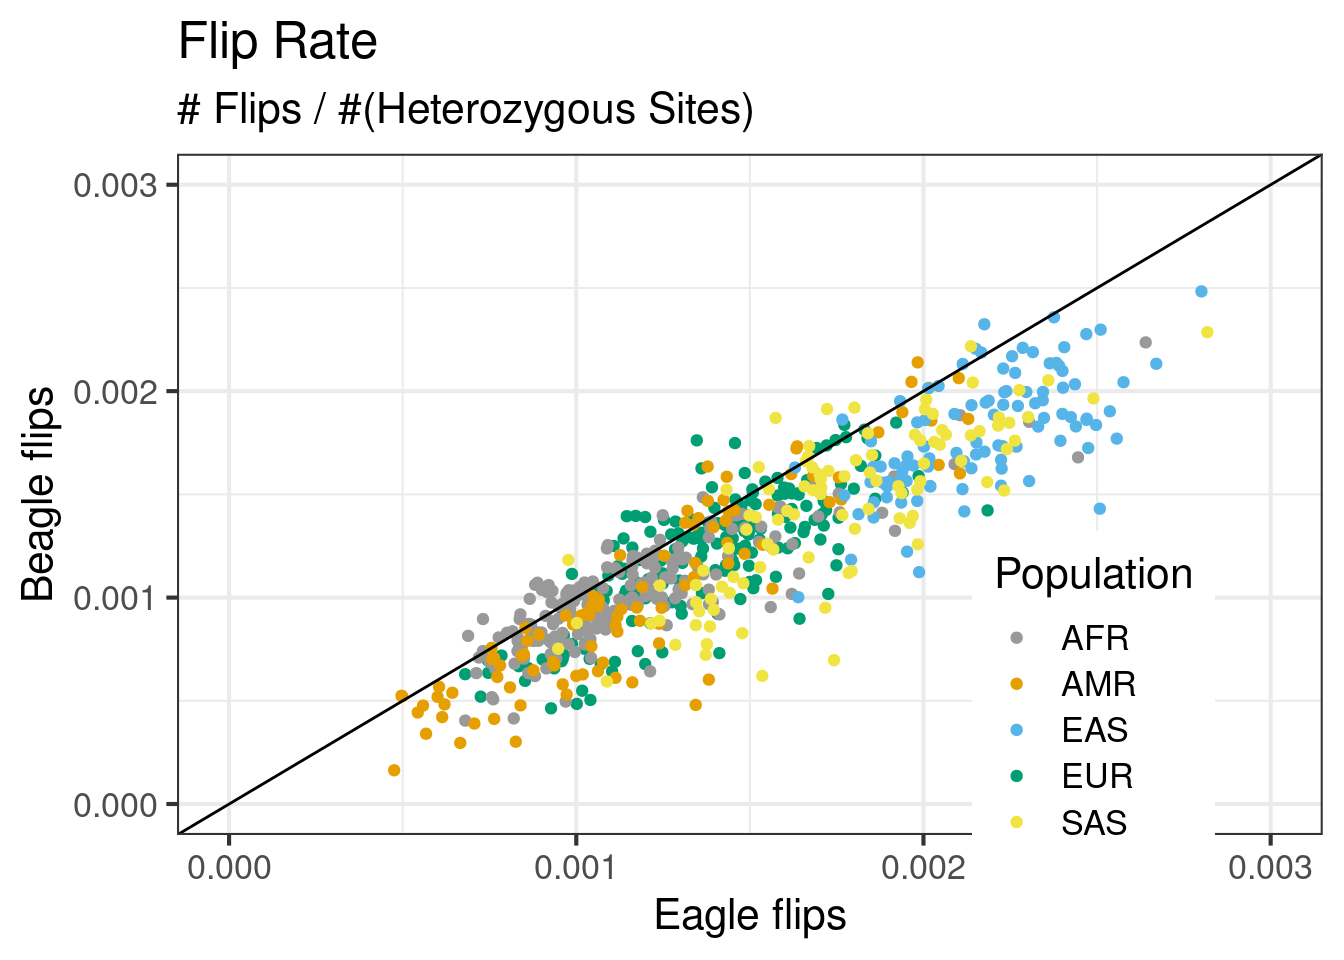 Flip Rate
# Flips / #(Heterozygous Sites)
0.003
0.002
0.001
0.000
Beagle flips
Population
AFR
AMR
EAS
EUR
SAS
0.000
0.001
0.002
0.003
Eagle flips